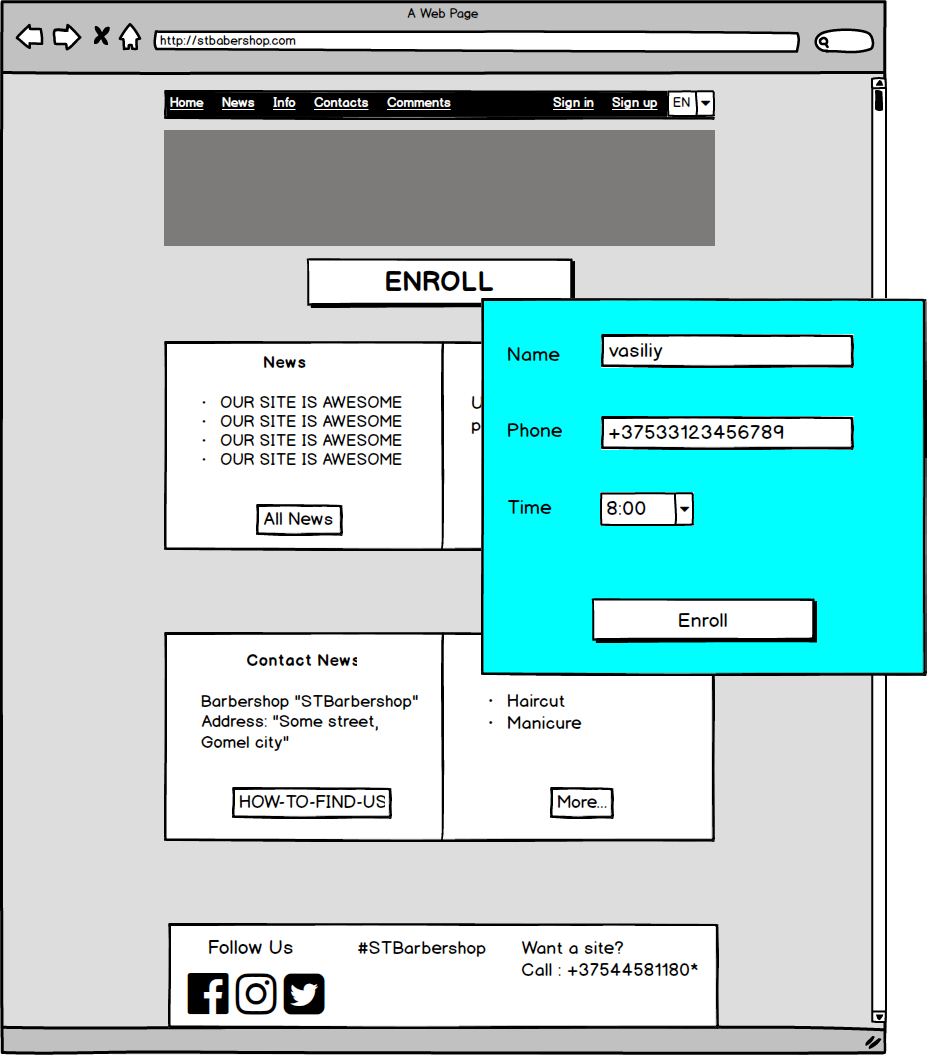 A Web Page
http://stbabershop.com
Home News Info Contacts Comments Sign in Sign up EN
ENROLL
Name vasiliy
Phone +37533123456789
Time 8:00
Enroll
News
· OUR SITE IS AWESOME
· OUR SITE IS AWESOME
· OUR SITE IS AWESOME
· OUR SITE IS AWESOME
All News
Contact News
Barbershop "STBarbershop"
Address: "Some street,
Gomel city"
HOW-TO-FIND-US
· Haircut
· Manicure
More...
Follow Us
#STBarbershop
Want a site?
Call : +37544581180*